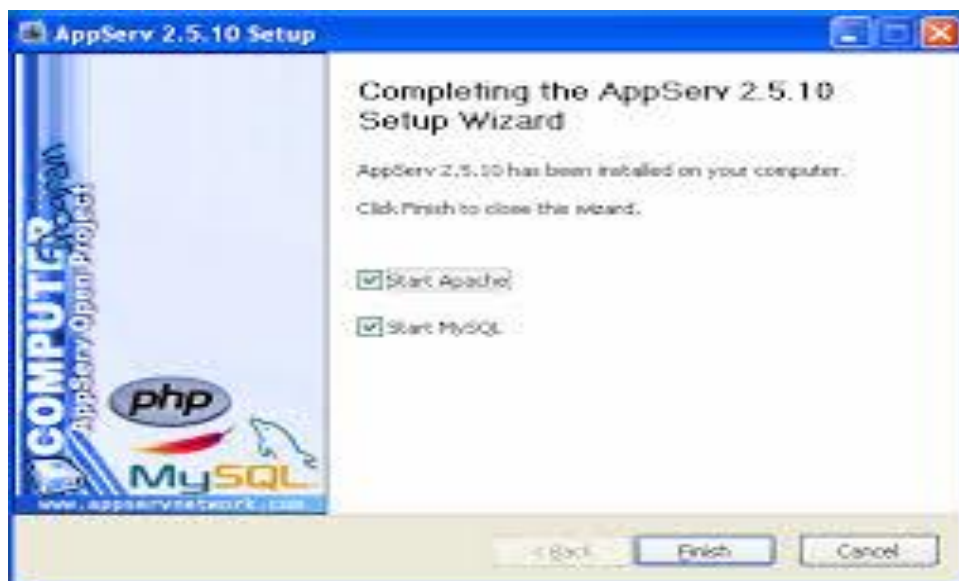 AppServ 2.5.10 Setup
Completing the AppServ 2.5.10
Setup Wizard
AppServ 2.5.10 has been installed on your computer.
Click Finish to close this wizard.
Start Apache
Start MySQL
COMPUTER
AppServ Open Project
php
MySQL
www.appservnetwork.com
< Back
Finish
Cancel